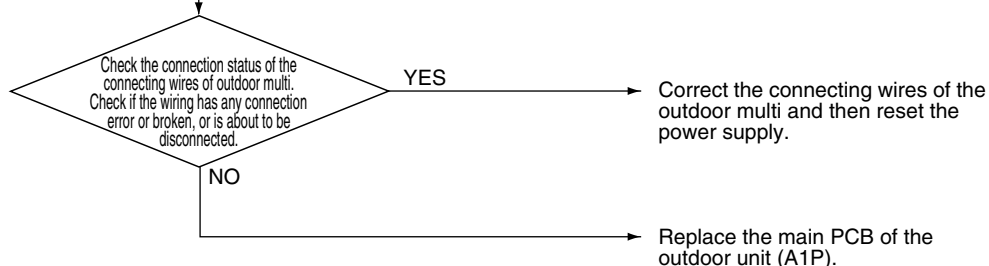 Check the connection status of the
connecting wires of outdoor multi.
Check if the wiring has any connection
error or broken, or is about to be
disconnected.
YES
Correct the connecting wires of the
outdoor multi and then reset the
power supply.
NO
Replace the main PCB of the
outdoor unit (A1P).